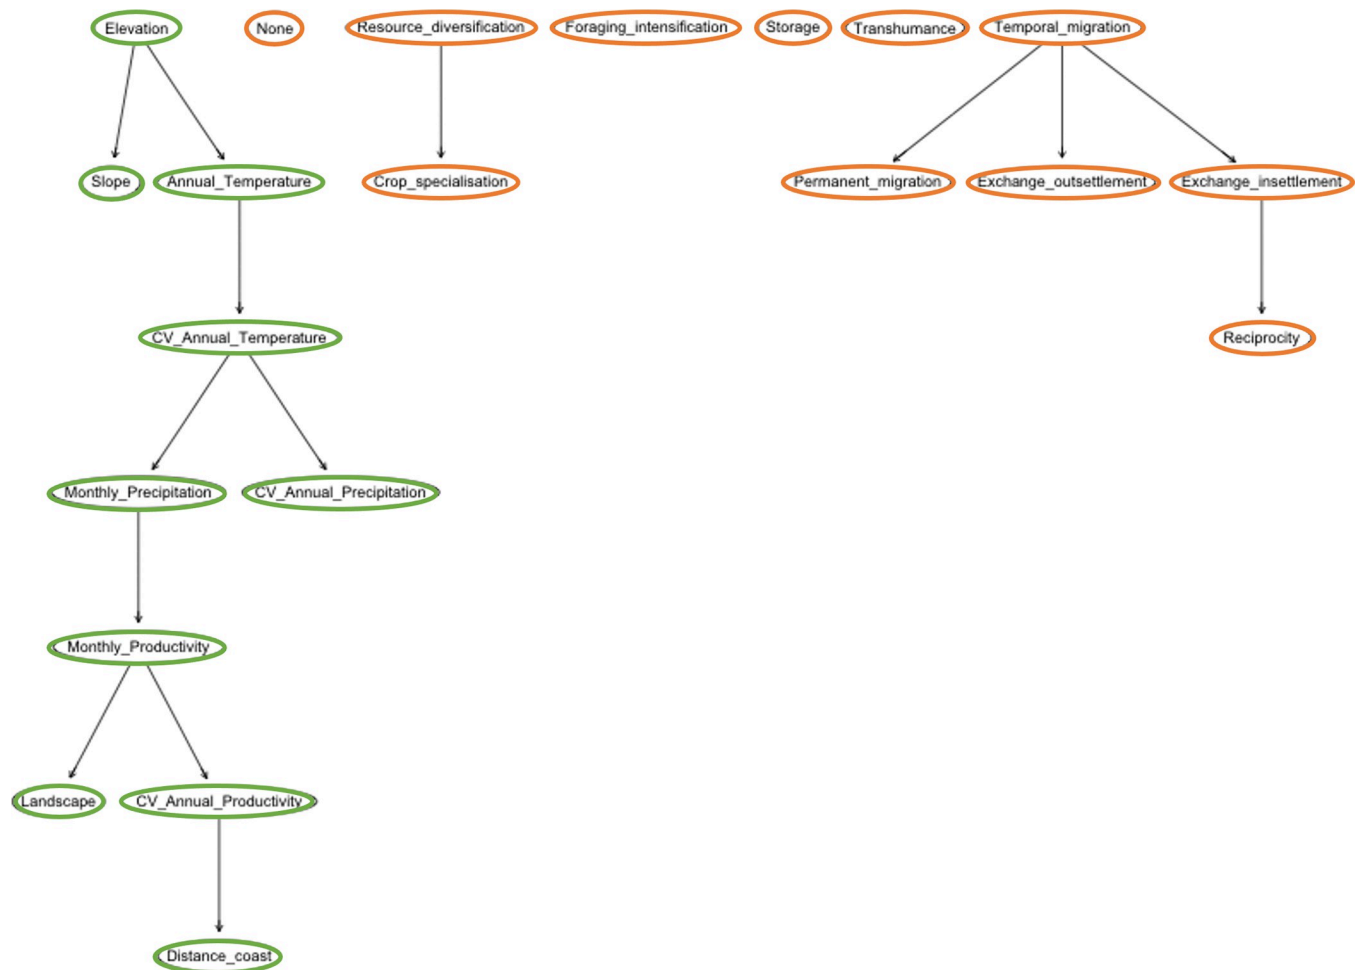 Elevation
None
Resource_diversification
Foraging_intensification
Storage
Transhumance
Temporal_migration
Slope
Annual_Temperature
Crop_specialisation
Permanent_migration
Exchange_outsettlement
Exchange_insettlement
CV_Annual_Temperature
Reciprocity
Monthly_Precipitation
CV_Annual_Precipitation
Monthly_Productivity
Landscape
CV_Annual_Productivity
Distance_coast